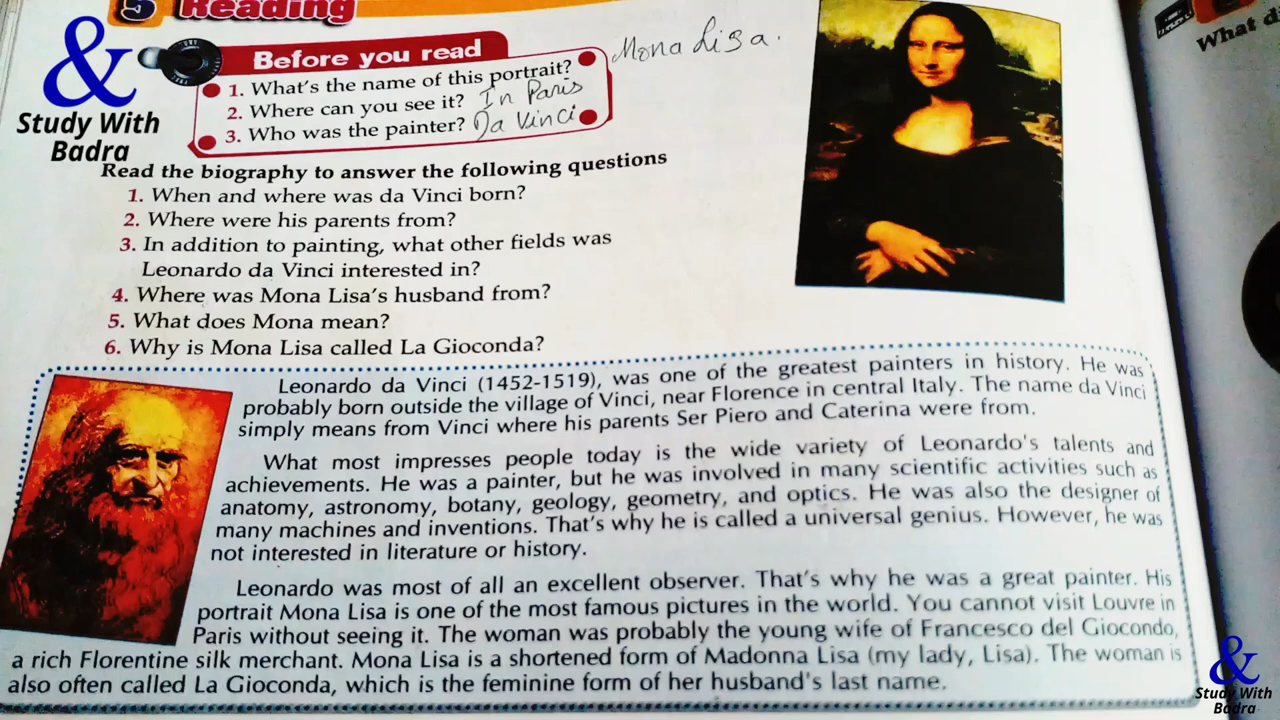 5 Reading
&
Study With
Badra
Before you read
1. What's the name of this portrait? Mona Lisa.
2. Where can you see it? In Paris
3. Who was the painter? Da Vinci
What d
Read the biography to answer the following questions
1. When and where was da Vinci born?
2. Where were his parents from?
3. In addition to painting, what other fields was
Leonardo da Vinci interested in?
4. Where was Mona Lisa's husband from?
5. What does Mona mean?
6. Why is Mona Lisa called La Gioconda?
Leonardo da Vinci (1452-1519), was one of the greatest painters in history. He was
probably born outside the village of Vinci, near Florence in central Italy. The name da Vinci
simply means from Vinci where his parents Ser Piero and Caterina were from.
What most impresses people today is the wide variety of Leonardo's talents and
achievements. He was a painter, but he was involved in many scientific activities such as
anatomy, astronomy, botany, geology, geometry, and optics. He was also the designer of
many machines and inventions. That's why he is called a universal genius. However, he was
not interested in literature or history.
Leonardo was most of all an excellent observer. That's why he was a great painter. His
portrait Mona Lisa is one of the most famous pictures in the world. You cannot visit Louvre in
Paris without seeing it. The woman was probably the young wife of Francesco del Giocondo,
a rich Florentine silk merchant. Mona Lisa is a shortened form of Madonna Lisa (my lady, Lisa). The woman is
also often called La Gioconda, which is the feminine form of her husband's last name.
&
Study With
Badra